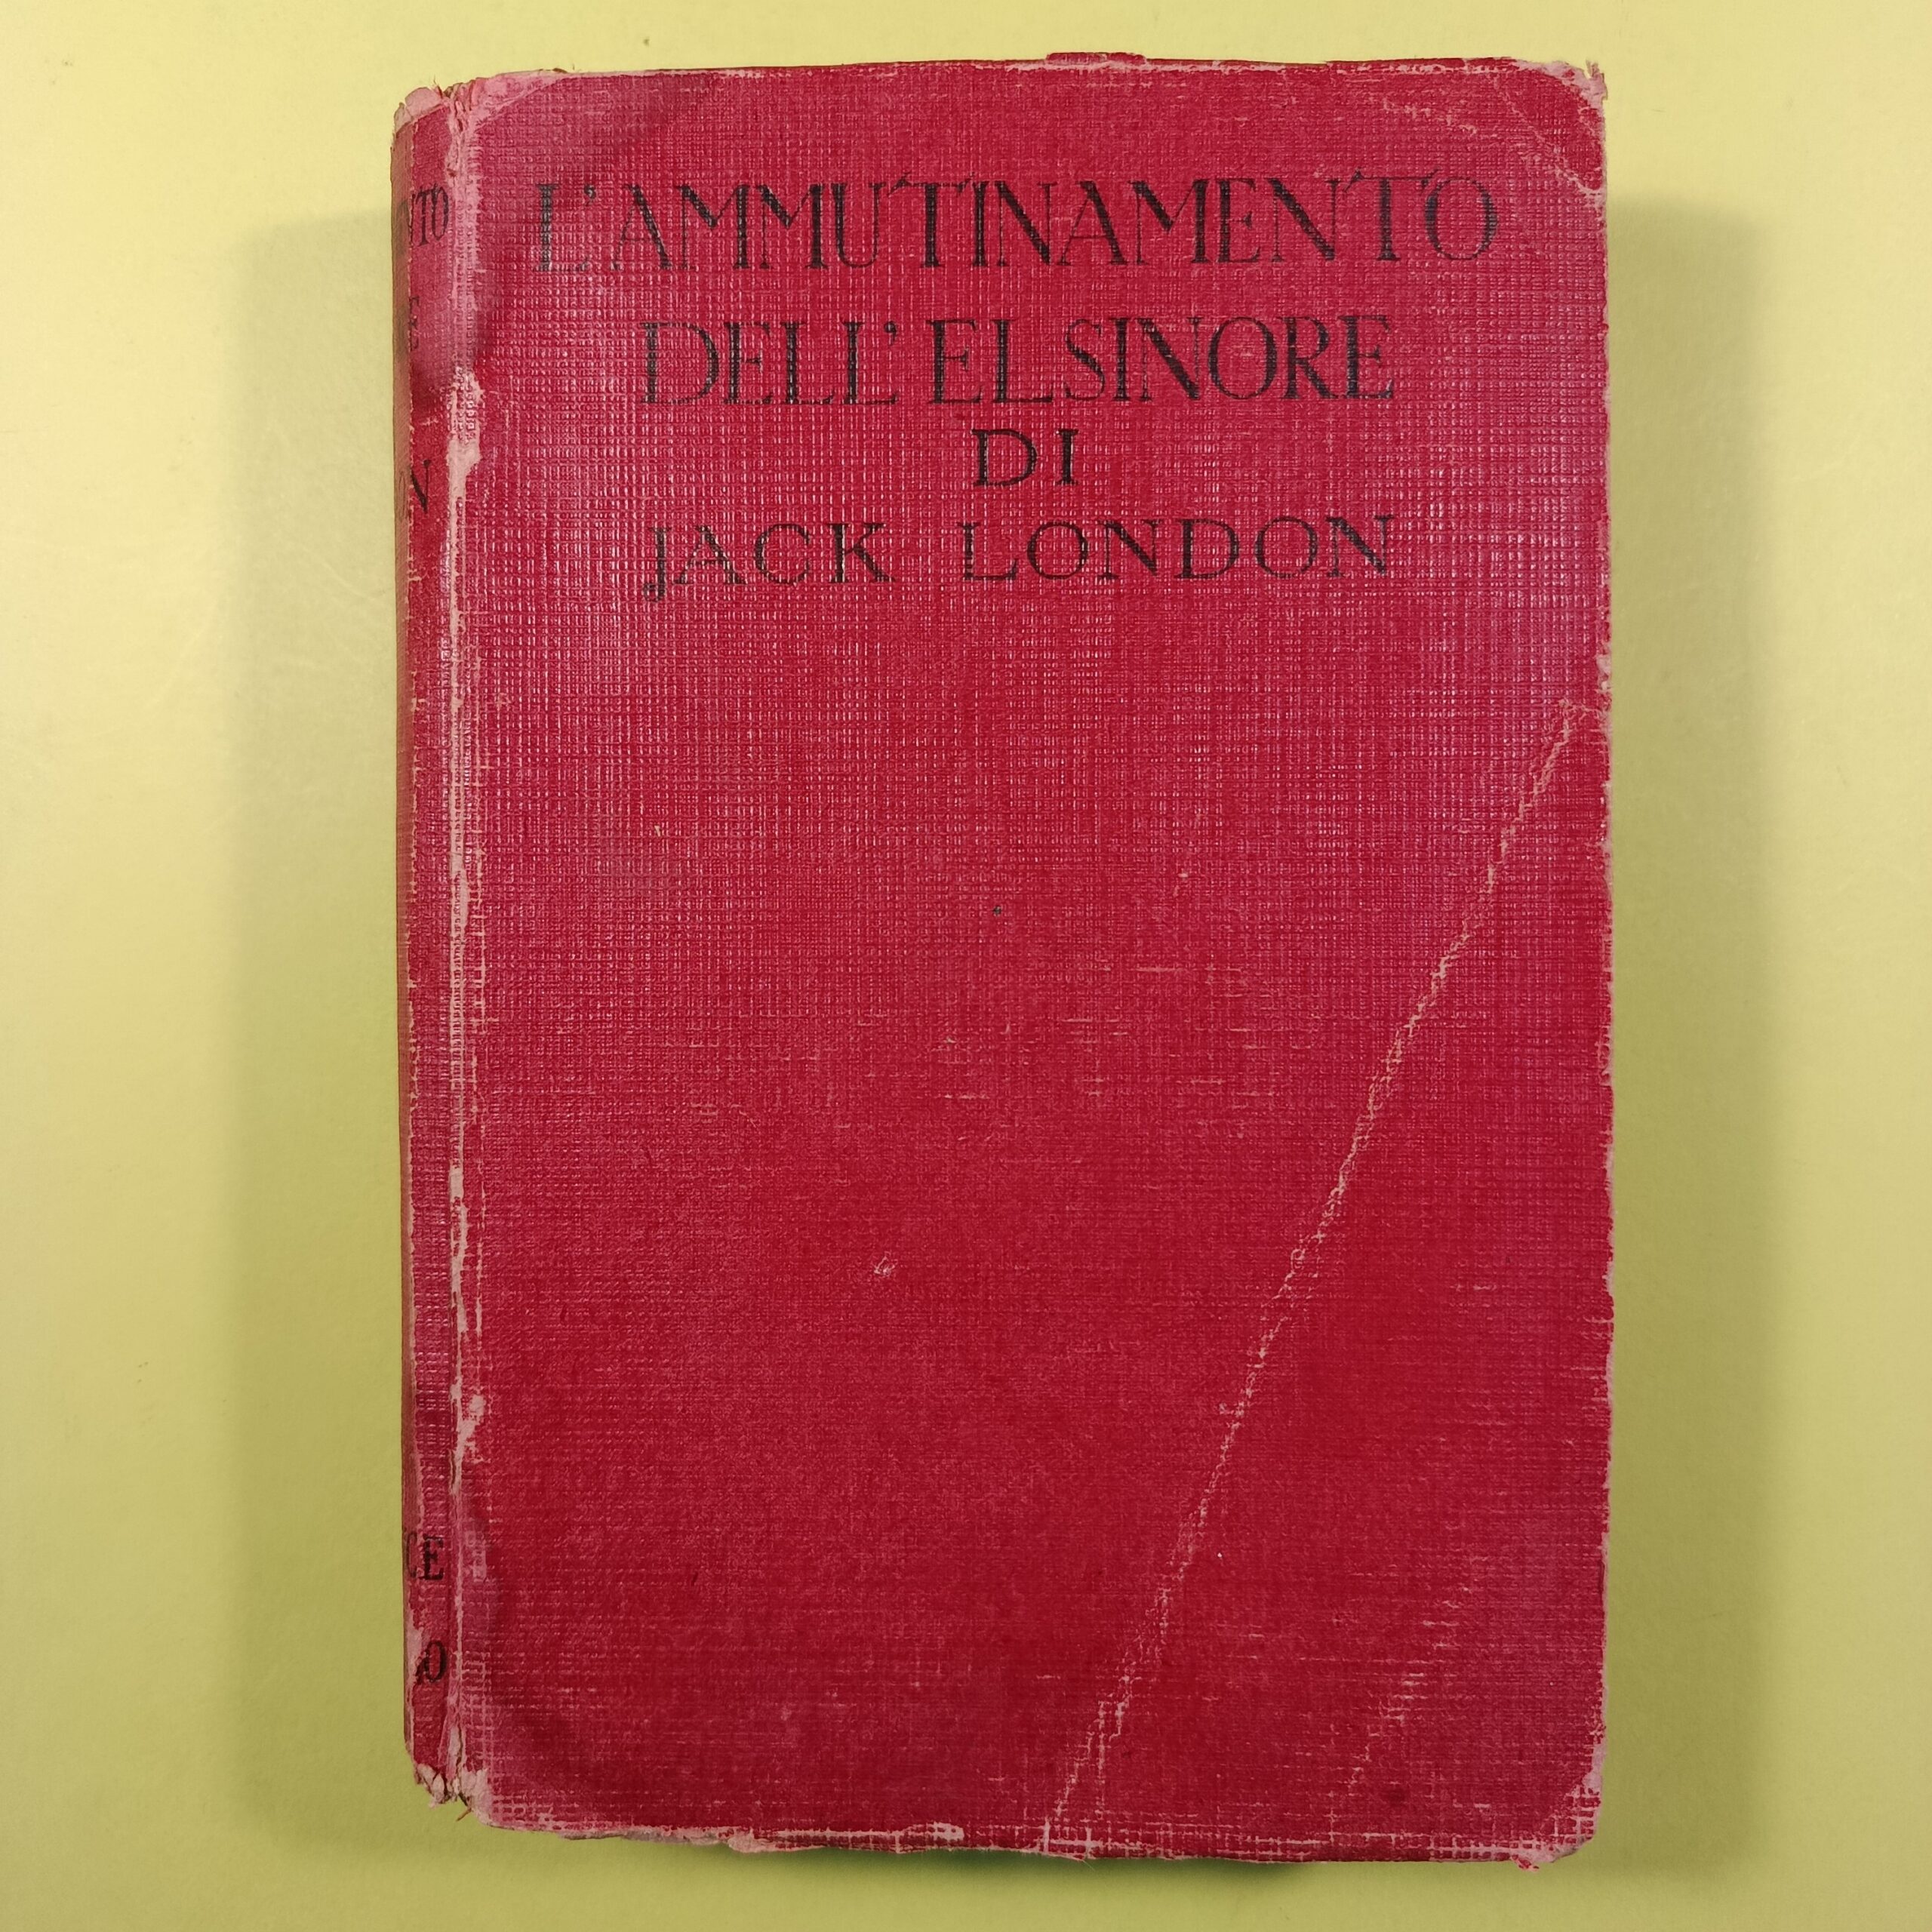 L'AMMUTINAMENTO
DELL'ELSINORE
DI
JACK LONDON